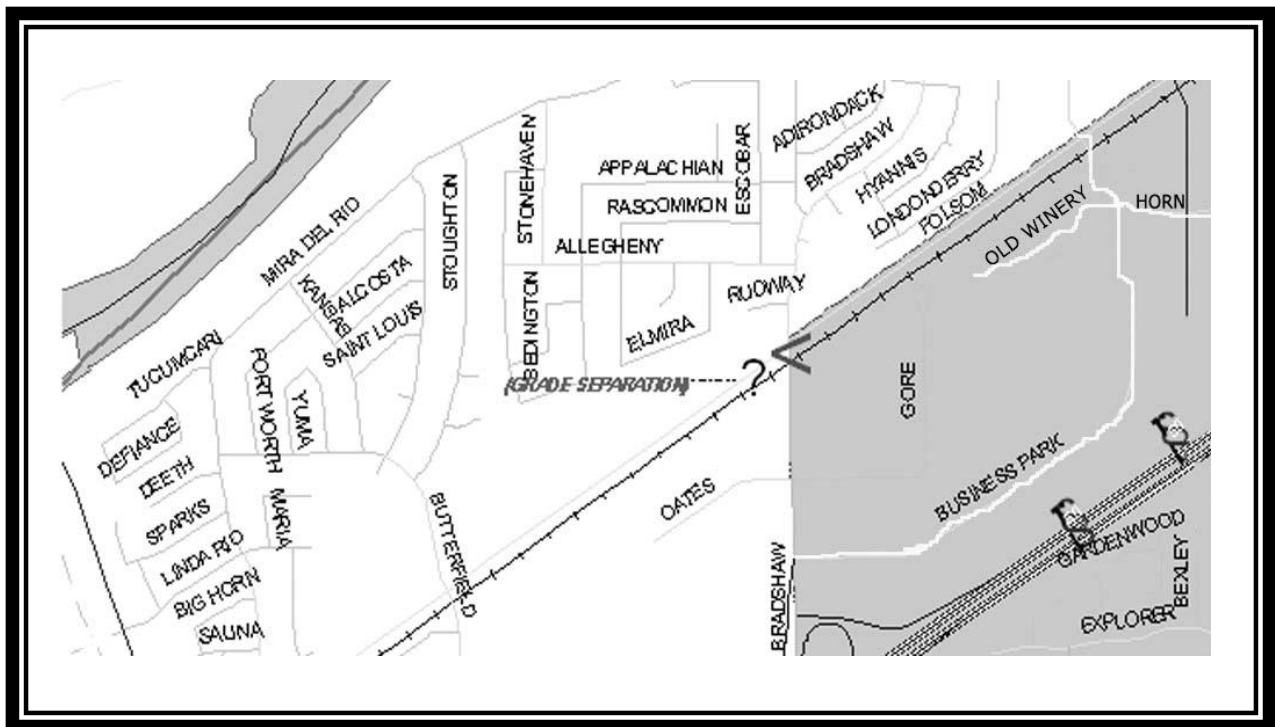 ADIRONDACK
BRADSHAW
HYANNIS
LONDONDERRY
FOLSOM
STONEHAVEN
APPALACHIAN
ESCOBAR
RASCOMMON
ALLEGHENY
STOUGHTON
MIRA DEL RIO
KANSAS
ALCOSTA
SAINT LOUIS
OLD WINERY
HORN
RUDWAY
BEDINGTON
ELMIRA
(GRADE SEPARATION)
?
<
TUCUMCARI
FORT WORTH
YUMA
DEFIANCE
DEETH
SPARKS
MARIA
LINDA RIO
BIG HORN
SAUNA
BUTTERFIELD
OATES
GORE
BUSINESS PARK
BRADSHAW
GARDENWOOD
BEXLEY
EXPLORER